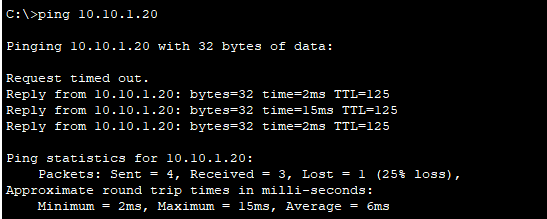 C:\>ping 10.10.1.20
Pinging 10.10.1.20 with 32 bytes of data:
Request timed out.
Reply from 10.10.1.20: bytes=32 time=2ms TTL=125
Reply from 10.10.1.20: bytes=32 time=15ms TTL=125
Reply from 10.10.1.20: bytes=32 time=2ms TTL=125
Ping statistics for 10.10.1.20:
    Packets: Sent = 4, Received = 3, Lost = 1 (25% loss),
Approximate round trip times in milli-seconds:
    Minimum = 2ms, Maximum = 15ms, Average = 6ms